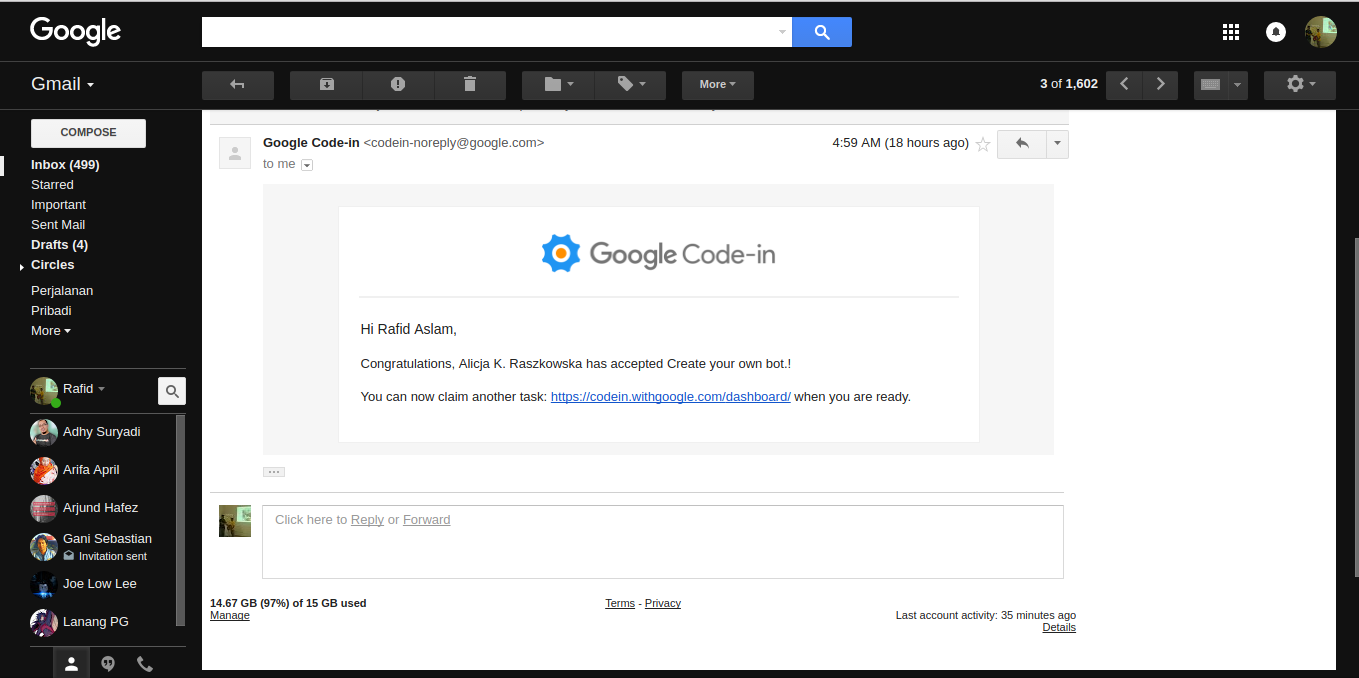 Google
Gmail
More
3 of 1,602
COMPOSE
Inbox (499)
Starred
Important
Sent Mail
Drafts (4)
Circles
Perjalanan
Pribadi
More
Rafid
Adhy Suryadi
Arifa April
Arjund Hafez
Gani Sebastian
Invitation sent
Joe Low Lee
Lanang PG
Google Code-in <codein-noreply@google.com>
4:59 AM (18 hours ago)
to me
Google Code-in
Hi Rafid Aslam,
Congratulations, Alicja K. Raszkowska has accepted Create your own bot.!
You can now claim another task: https://codein.withgoogle.com/dashboard/ when you are ready.
Click here to Reply or Forward
14.67 GB (97%) of 15 GB used
Manage
Terms - Privacy
Last account activity: 35 minutes ago
Details